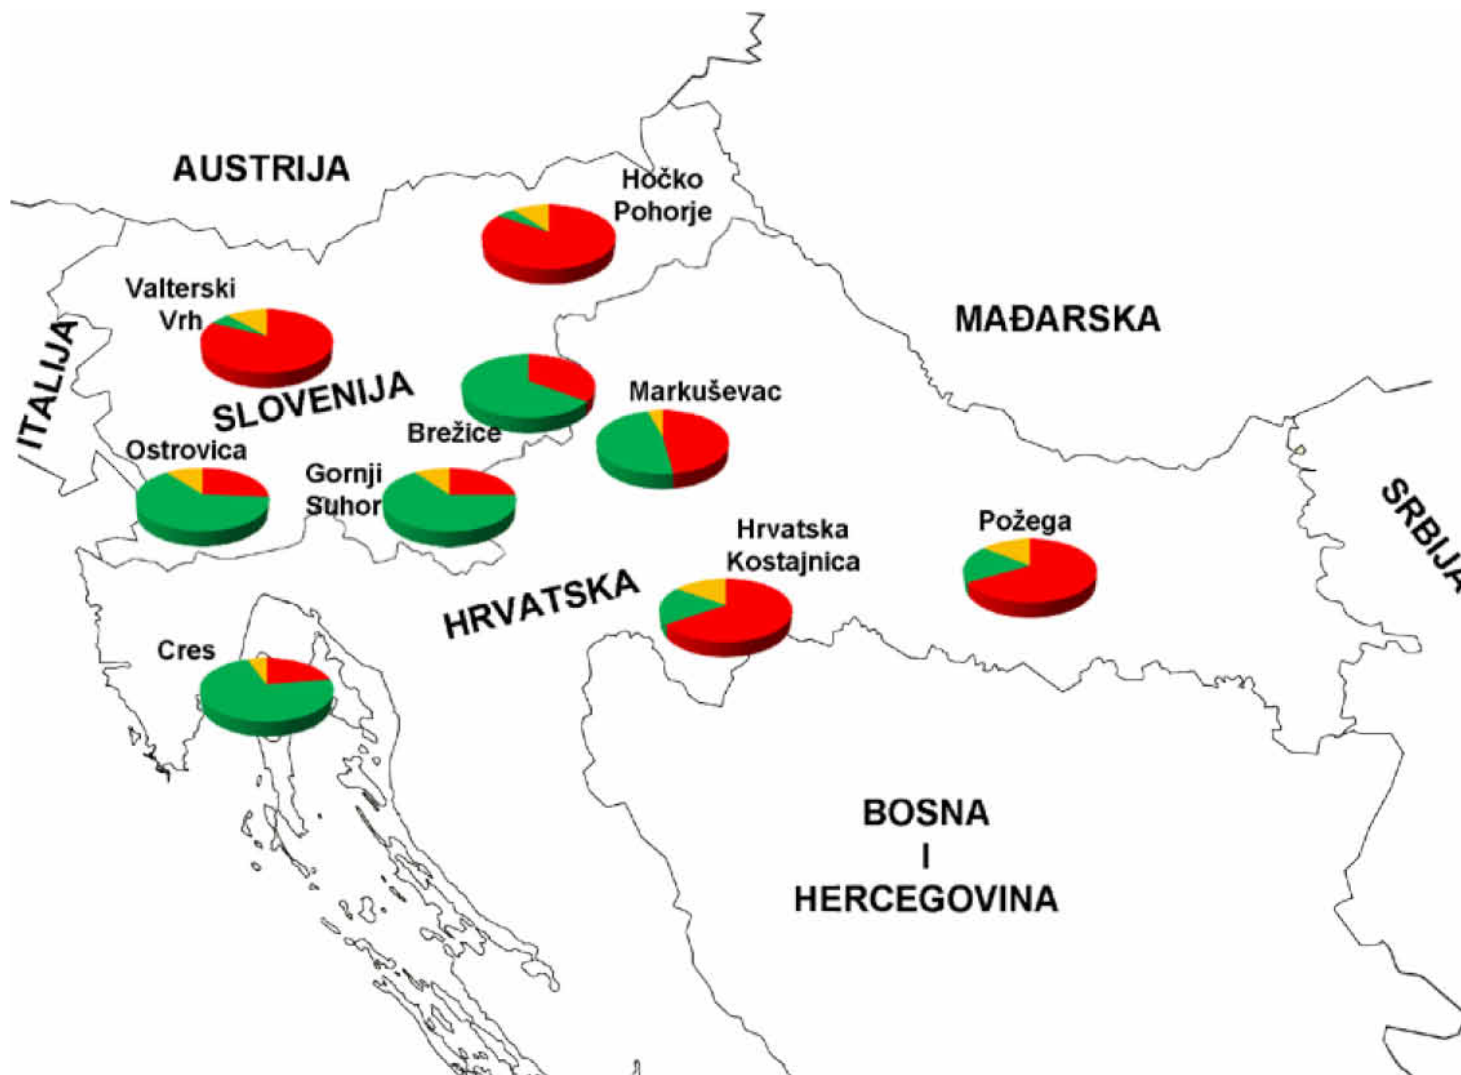 AUSTRIJA
Hočko
Pohorje
Valterski
Vrh
MAĐARSKA
ITALIJA
SLOVENIJA
Markuševac
Brežice
Ostrovica
Gornji
Suhor
SRBIJA
Požega
Hrvatska
Kostajnica
HRVATSKA
Cres
BOSNA
I
HERCEGOVINA